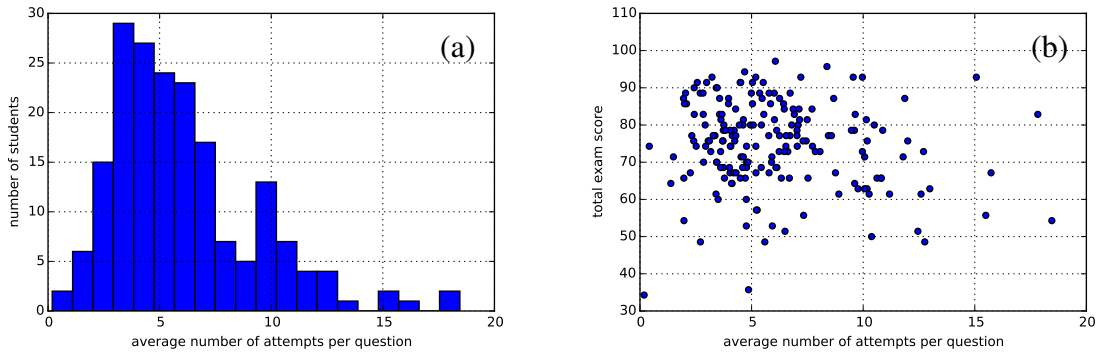 30
25
20
15
10
5
0
0 5 10 15 20
number of students
average number of attempts per question
(a)
110
100
90
80
70
60
50
40
30
0 5 10 15 20
total exam score
average number of attempts per question
(b)